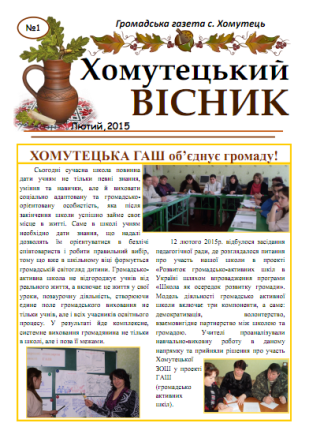 №1
Громадська газета с. Хомутець
Хомутецький
ВІСНИК
Лютий,2015
ХОМУТЕЦЬКА ГАШ об’єднує громаду!
Сьогодні сучасна школа повинна
дати учням не тільки певні знання,
уміння та навички, але й виховати
соціально адаптовану та громадсько-
орієнтовану особистість, яка після
закінчення школи успішно займе своє
місце в житті. Саме в школі учням
необхідно дати знання, що надалі
дозволять їм орієнтуватися в безлічі
співтовариств і робити правильний вибір,
тому що вже в шкільному віці формується
громадський світогляд дитини. Громадсько-
активна школа не відгороджує учнів від
реального життя, а включає це життя у свої
уроки, позаурочну діяльність, створюючи
єдине поле громадського виховання не
тільки учнів, але і всіх учасників освітнього
процесу. У результаті йде комплексне,
системне виховання громадянина не тільки
в школі, але і поза її межами.
12 лютого 2015р. відбулося засідання
педагогічної ради, де розглядалося питання
про участь нашої школи в проекті
«Розвиток громадсько-активних шкіл в
Україні шляхом впровадження програми
«Школа як осередок розвитку громади».
Модель діяльності громадсько активної
школи включає три компоненти, а саме:
демократизація, волонтерство,
взаємовигідне партнерство між школою та
громадою. Учителі проаналізували
навчально-виховну роботу в даному
напрямку та прийняли рішення про участь
Хомутецької
ЗОШ у проекті
ГАШ
(громадсько
активних
шкіл).